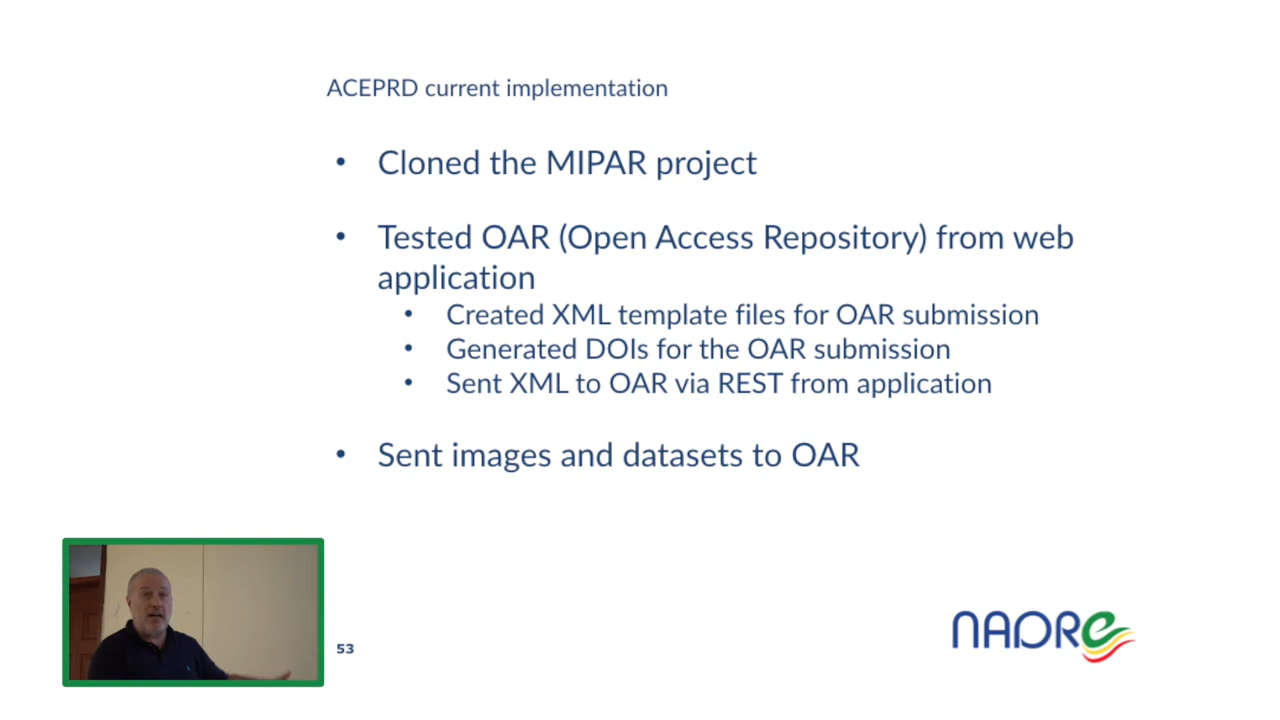 ACEPRD current implementation
• Cloned the MIPAR project
• Tested OAR (Open Access Repository) from web
application
• Created XML template files for OAR submission
• Generated DOIs for the OAR submission
• Sent XML to OAR via REST from application
• Sent images and datasets to OAR
53
NADRe